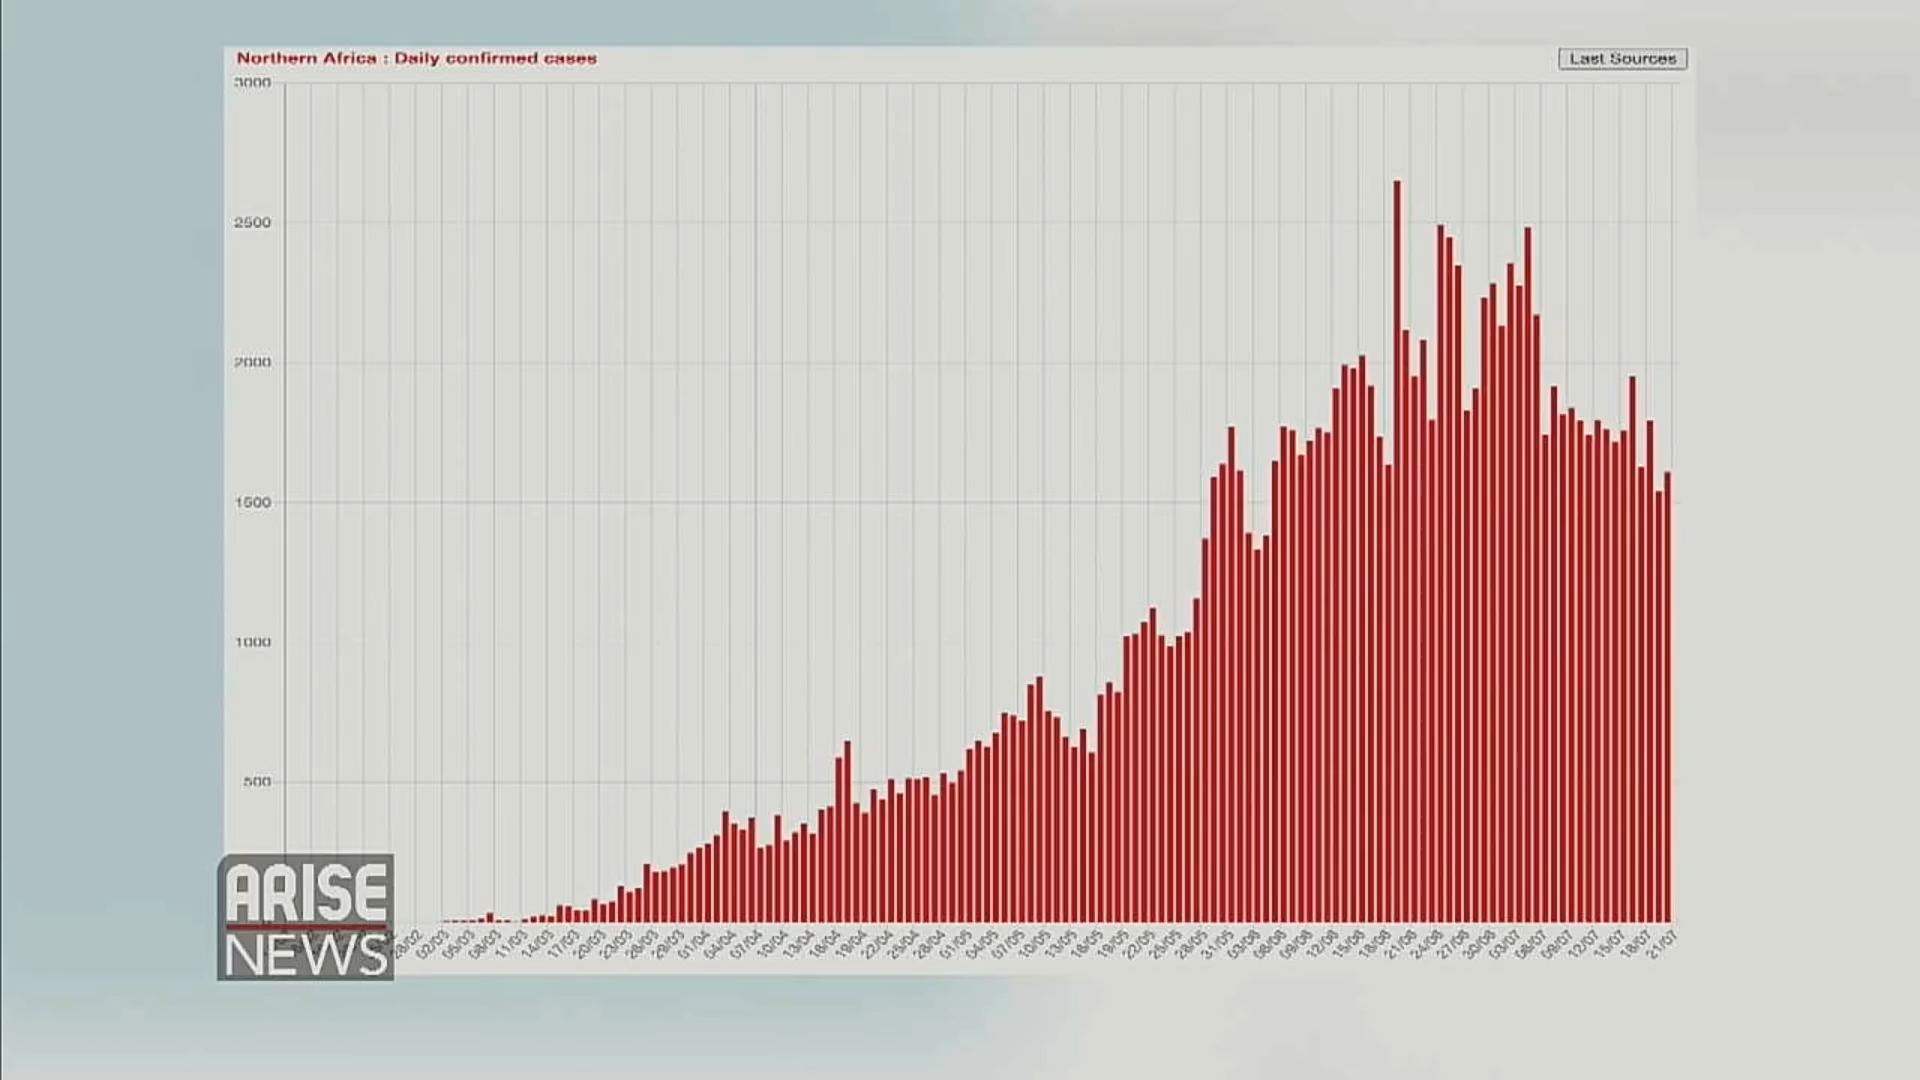 Northern Africa : Daily confirmed cases
Last Sources
3000
2500
2000
1500
1000
500
ARISE
NEWS
28/02 02/03 05/03 08/03 11/03 14/03 17/03 20/03 23/03 26/03 29/03 01/04 04/04 07/04 10/04 13/04 16/04 19/04 22/04 25/04 28/04 01/05 04/05 07/05 10/05 13/05 16/05 19/05 22/05 25/05 28/05 31/05 03/06 06/06 09/06 12/06 15/06 18/06 21/06 24/06 27/06 30/06 03/07 06/07 09/07 12/07 15/07 18/07 21/07